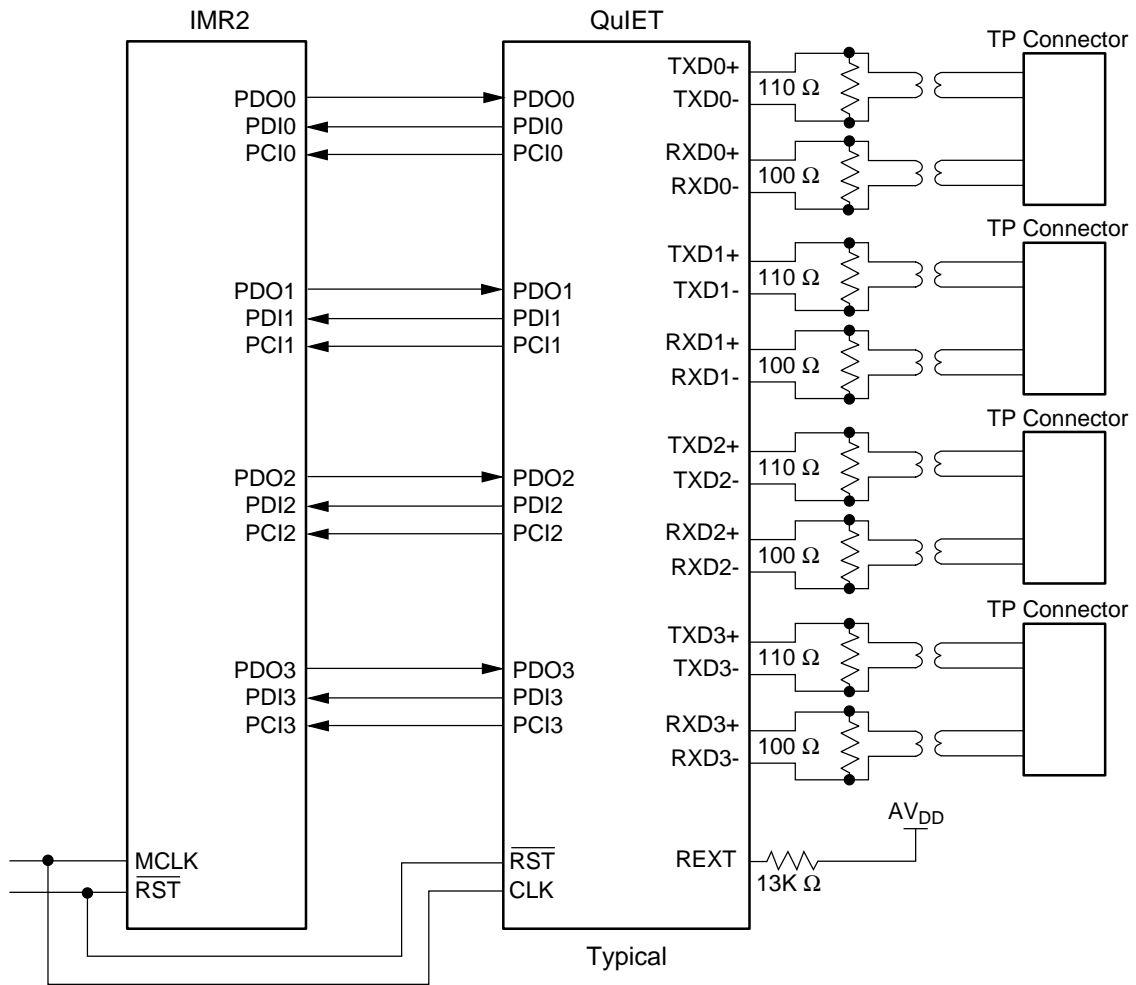 IMR2
QuIET
TP Connector
PDO0
PDI0
PCI0
PDO0
PDI0
PCI0
TXD0+
TXD0-
110 Ω
RXD0+
RXD0-
100 Ω
TP Connector
PDO1
PDI1
PCI1
PDO1
PDI1
PCI1
TXD1+
TXD1-
110 Ω
RXD1+
RXD1-
100 Ω
TP Connector
PDO2
PDI2
PCI2
PDO2
PDI2
PCI2
TXD2+
TXD2-
110 Ω
RXD2+
RXD2-
100 Ω
TP Connector
PDO3
PDI3
PCI3
PDO3
PDI3
PCI3
TXD3+
TXD3-
110 Ω
RXD3+
RXD3-
100 Ω
AVDD
MCLK
RST
RST
CLK
REXT
13K Ω
Typical